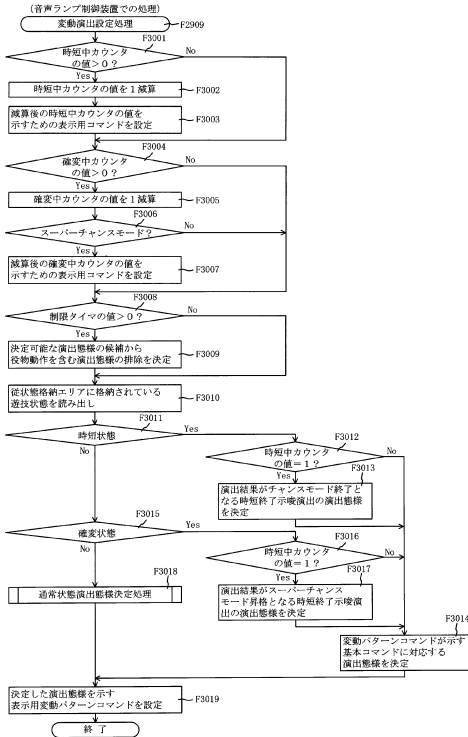 (音声ランプ制御装置での処理)
変動演出設定処理
F2909
F3001
時短中カウンタ
の値>0?
No
Yes
時短中カウンタの値を1減算
F3002
減算後の時短中カウンタの値を
示すための表示用コマンドを設定
F3003
F3004
確変中カウンタ
の値>0?
No
Yes
確変中カウンタの値を1減算
F3005
F3006
スーパーチャンスモード?
No
Yes
減算後の確変中カウンタの値を
示すための表示用コマンドを設定
F3007
F3008
制限タイマの値>0?
No
Yes
決定可能な演出態様の候補から
役物動作を含む演出態様の排除を決定
F3009
従状態格納エリアに格納されている
遊技状態を読み出し
F3010
F3011
時短状態
Yes
No
F3012
時短中カウンタ
の値=1?
No
Yes
F3013
演出結果がチャンスモード終了と
なる時短終了示唆演出の演出態様
を決定
F3015
確変状態
Yes
No
F3016
時短中カウンタ
の値=1?
No
Yes
F3017
演出結果がスーパーチャンス
モード昇格となる時短終了示唆演
出の演出態様を決定
F3018
通常状態演出態様決定処理
F3014
変動パターンコマンドが示す
基本コマンドに対応する
演出態様を決定
決定した演出態様を示す
表示用変動パターンコマンドを設定
F3019
終了